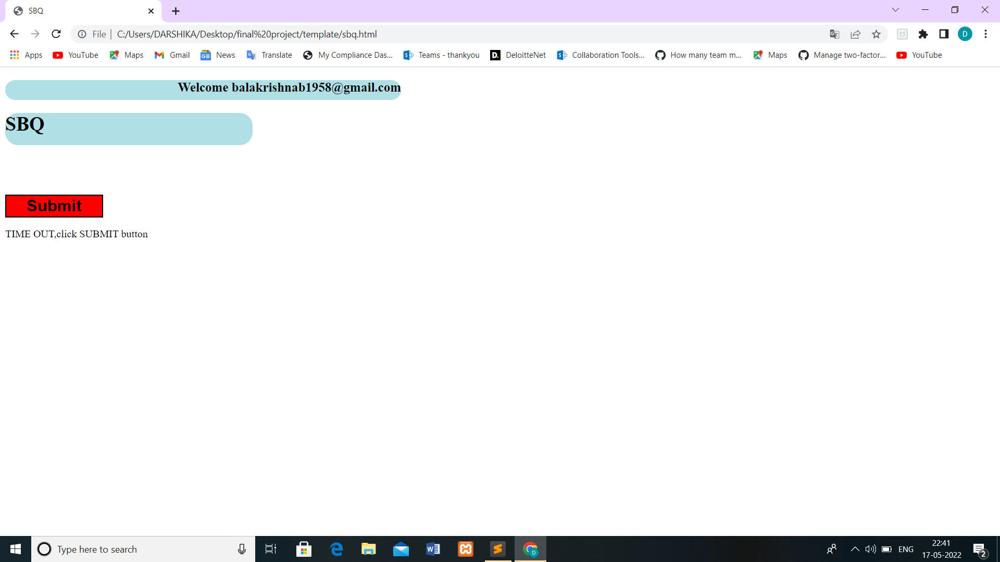 SBQ
File | C:/Users/DARSHIKA/Desktop/final%20project/template/sbq.html
D
Apps YouTube Maps Gmail News Translate My Compliance Das... Teams - thankyou D. DeloitteNet Collaboration Tools... How many team m... Maps Manage two-factor... YouTube
Welcome balakrishnab1958@gmail.com
SBQ
Submit
TIME OUT,click SUBMIT button
Type here to search
D
ENG
22:41
17-05-2022
2